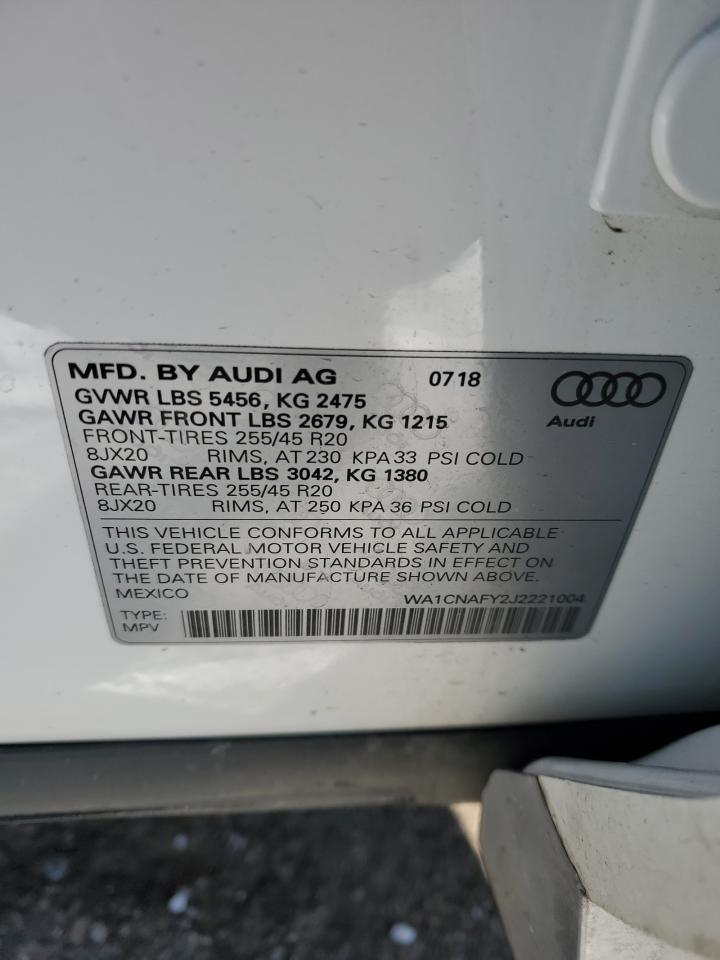 MFD. BY AUDI AG 0718
GVWR LBS 5456, KG 2475
GAWR FRONT LBS 2679, KG 1215
Audi
FRONT-TIRES 255/45 R20
8JX20 RIMS, AT 230 KPA 33 PSI COLD
GAWR REAR LBS 3042, KG 1380
REAR-TIRES 255/45 R20
8JX20 RIMS, AT 250 KPA 36 PSI COLD
THIS VEHICLE CONFORMS TO ALL APPLICABLE
U.S. FEDERAL MOTOR VEHICLE SAFETY AND
THEFT PREVENTION STANDARDS IN EFFECT ON
THE DATE OF MANUFACTURE SHOWN ABOVE.
MEXICO WA1CNAFY2J2221004
TYPE:
MPV